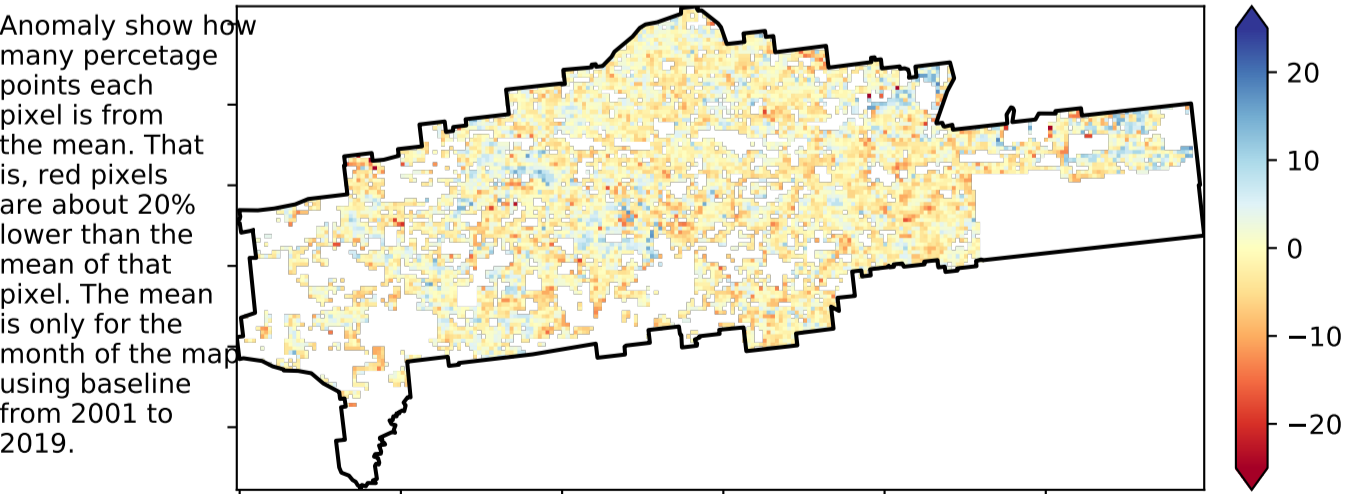 Anomaly show how
many percetage
points each
pixel is from
the mean. That
is, red pixels
are about 20%
lower than the
mean of that
pixel. The mean
is only for the
month of the map
using baseline
from 2001 to
2019.
20
10
0
−10
−20